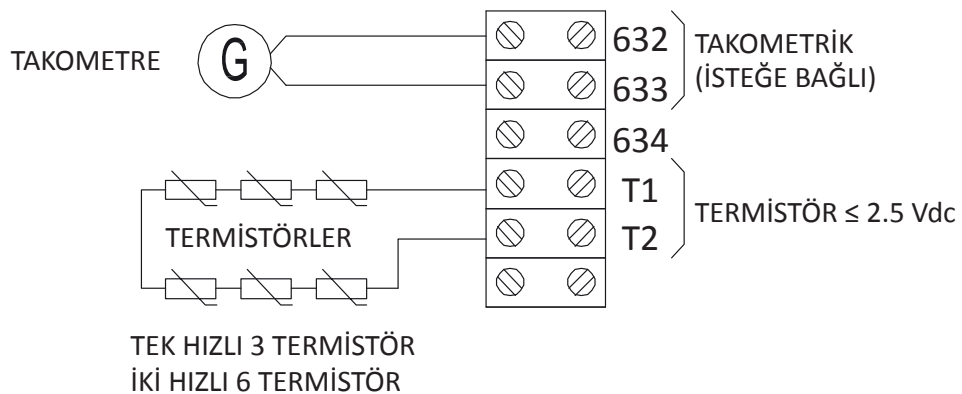 TAKOMETRE
G
632
633
634
T1
T2
TAKOMETRİK
(İSTEĞE BAĞLI)
TERMİSTÖR ≤ 2.5 Vdc
TERMİSTÖRLER
TEK HIZLI 3 TERMİSTÖR
İKİ HIZLI 6 TERMİSTÖR